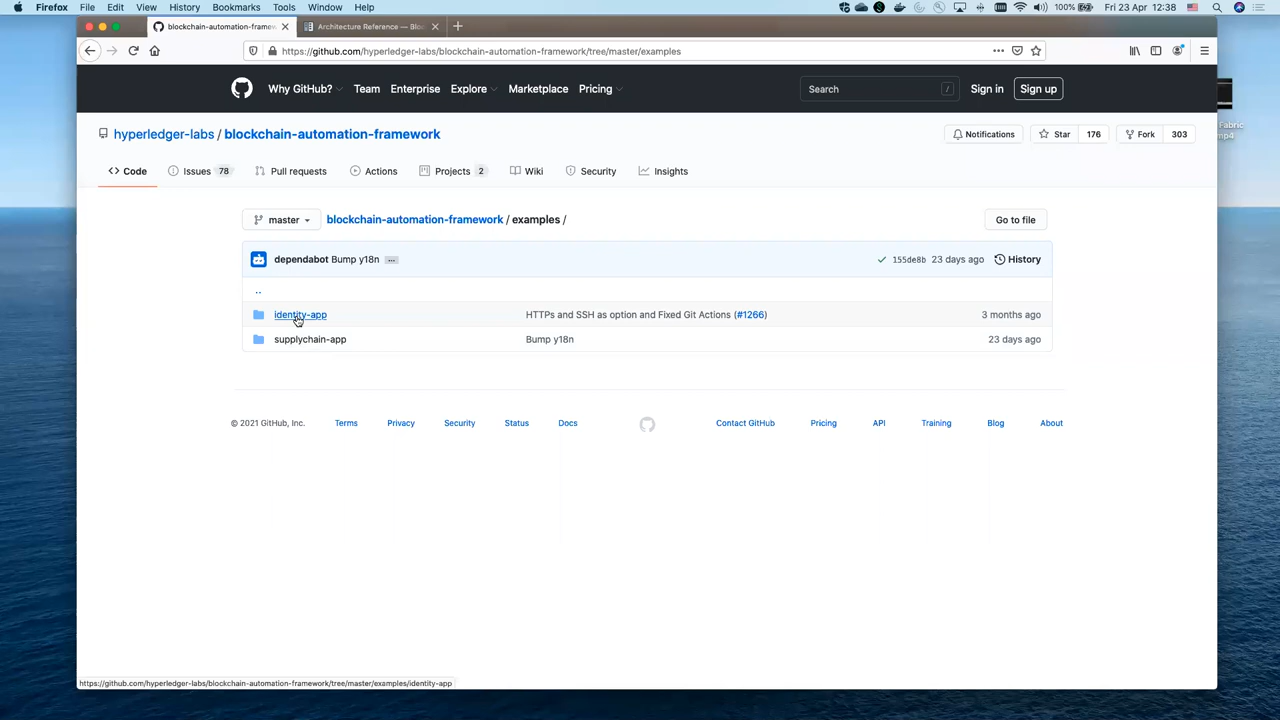 Firefox File Edit View History Bookmarks Tools Window Help 100% Fri 23 Apr 12:38
blockchain-automation-framew
Architecture Reference — Bloc
https://github.com/hyperledger-labs/blockchain-automation-framework/tree/master/examples
Why GitHub? Team Enterprise Explore Marketplace Pricing Search / Sign in Sign up
hyperledger-labs / blockchain-automation-framework Notifications Star 176 Fork 303
Code Issues 78 Pull requests Actions Projects 2 Wiki Security Insights
master blockchain-automation-framework / examples / Go to file
dependabot Bump y18n ... 155de8b 23 days ago History
..
identity-app HTTPs and SSH as option and Fixed Git Actions (#1266) 3 months ago
supplychain-app Bump y18n 23 days ago
© 2021 GitHub, Inc. Terms Privacy Security Status Docs Contact GitHub Pricing API Training Blog About
https://github.com/hyperledger-labs/blockchain-automation-framework/tree/master/examples/identity-app
Fabric
mp4